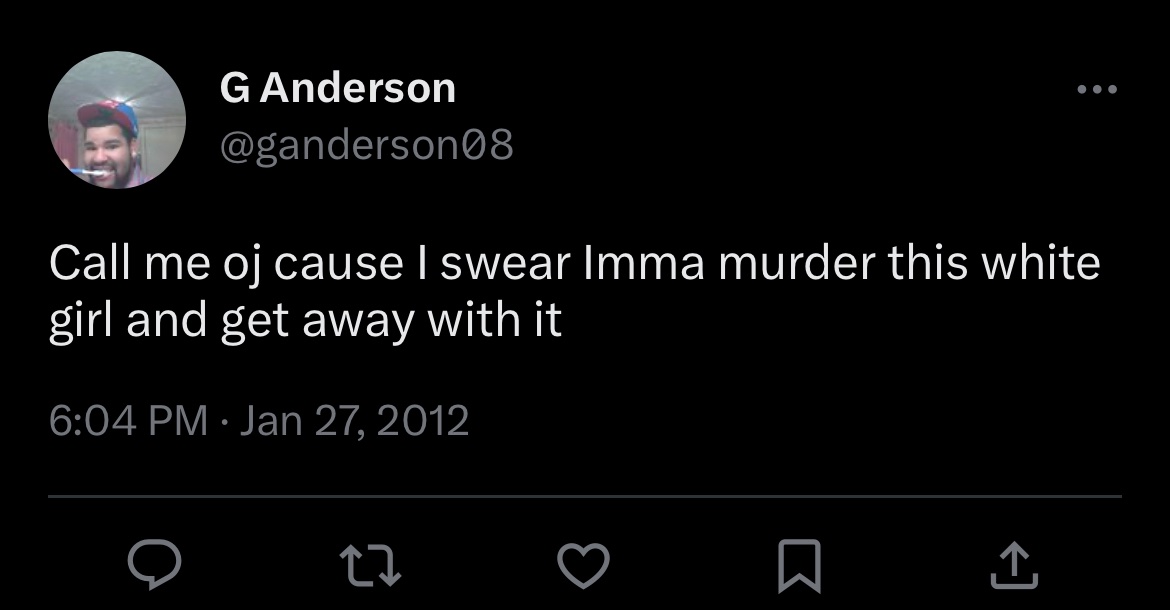 G Anderson
@ganderson08
Call me oj cause I swear Imma murder this white
girl and get away with it
6:04 PM · Jan 27, 2012